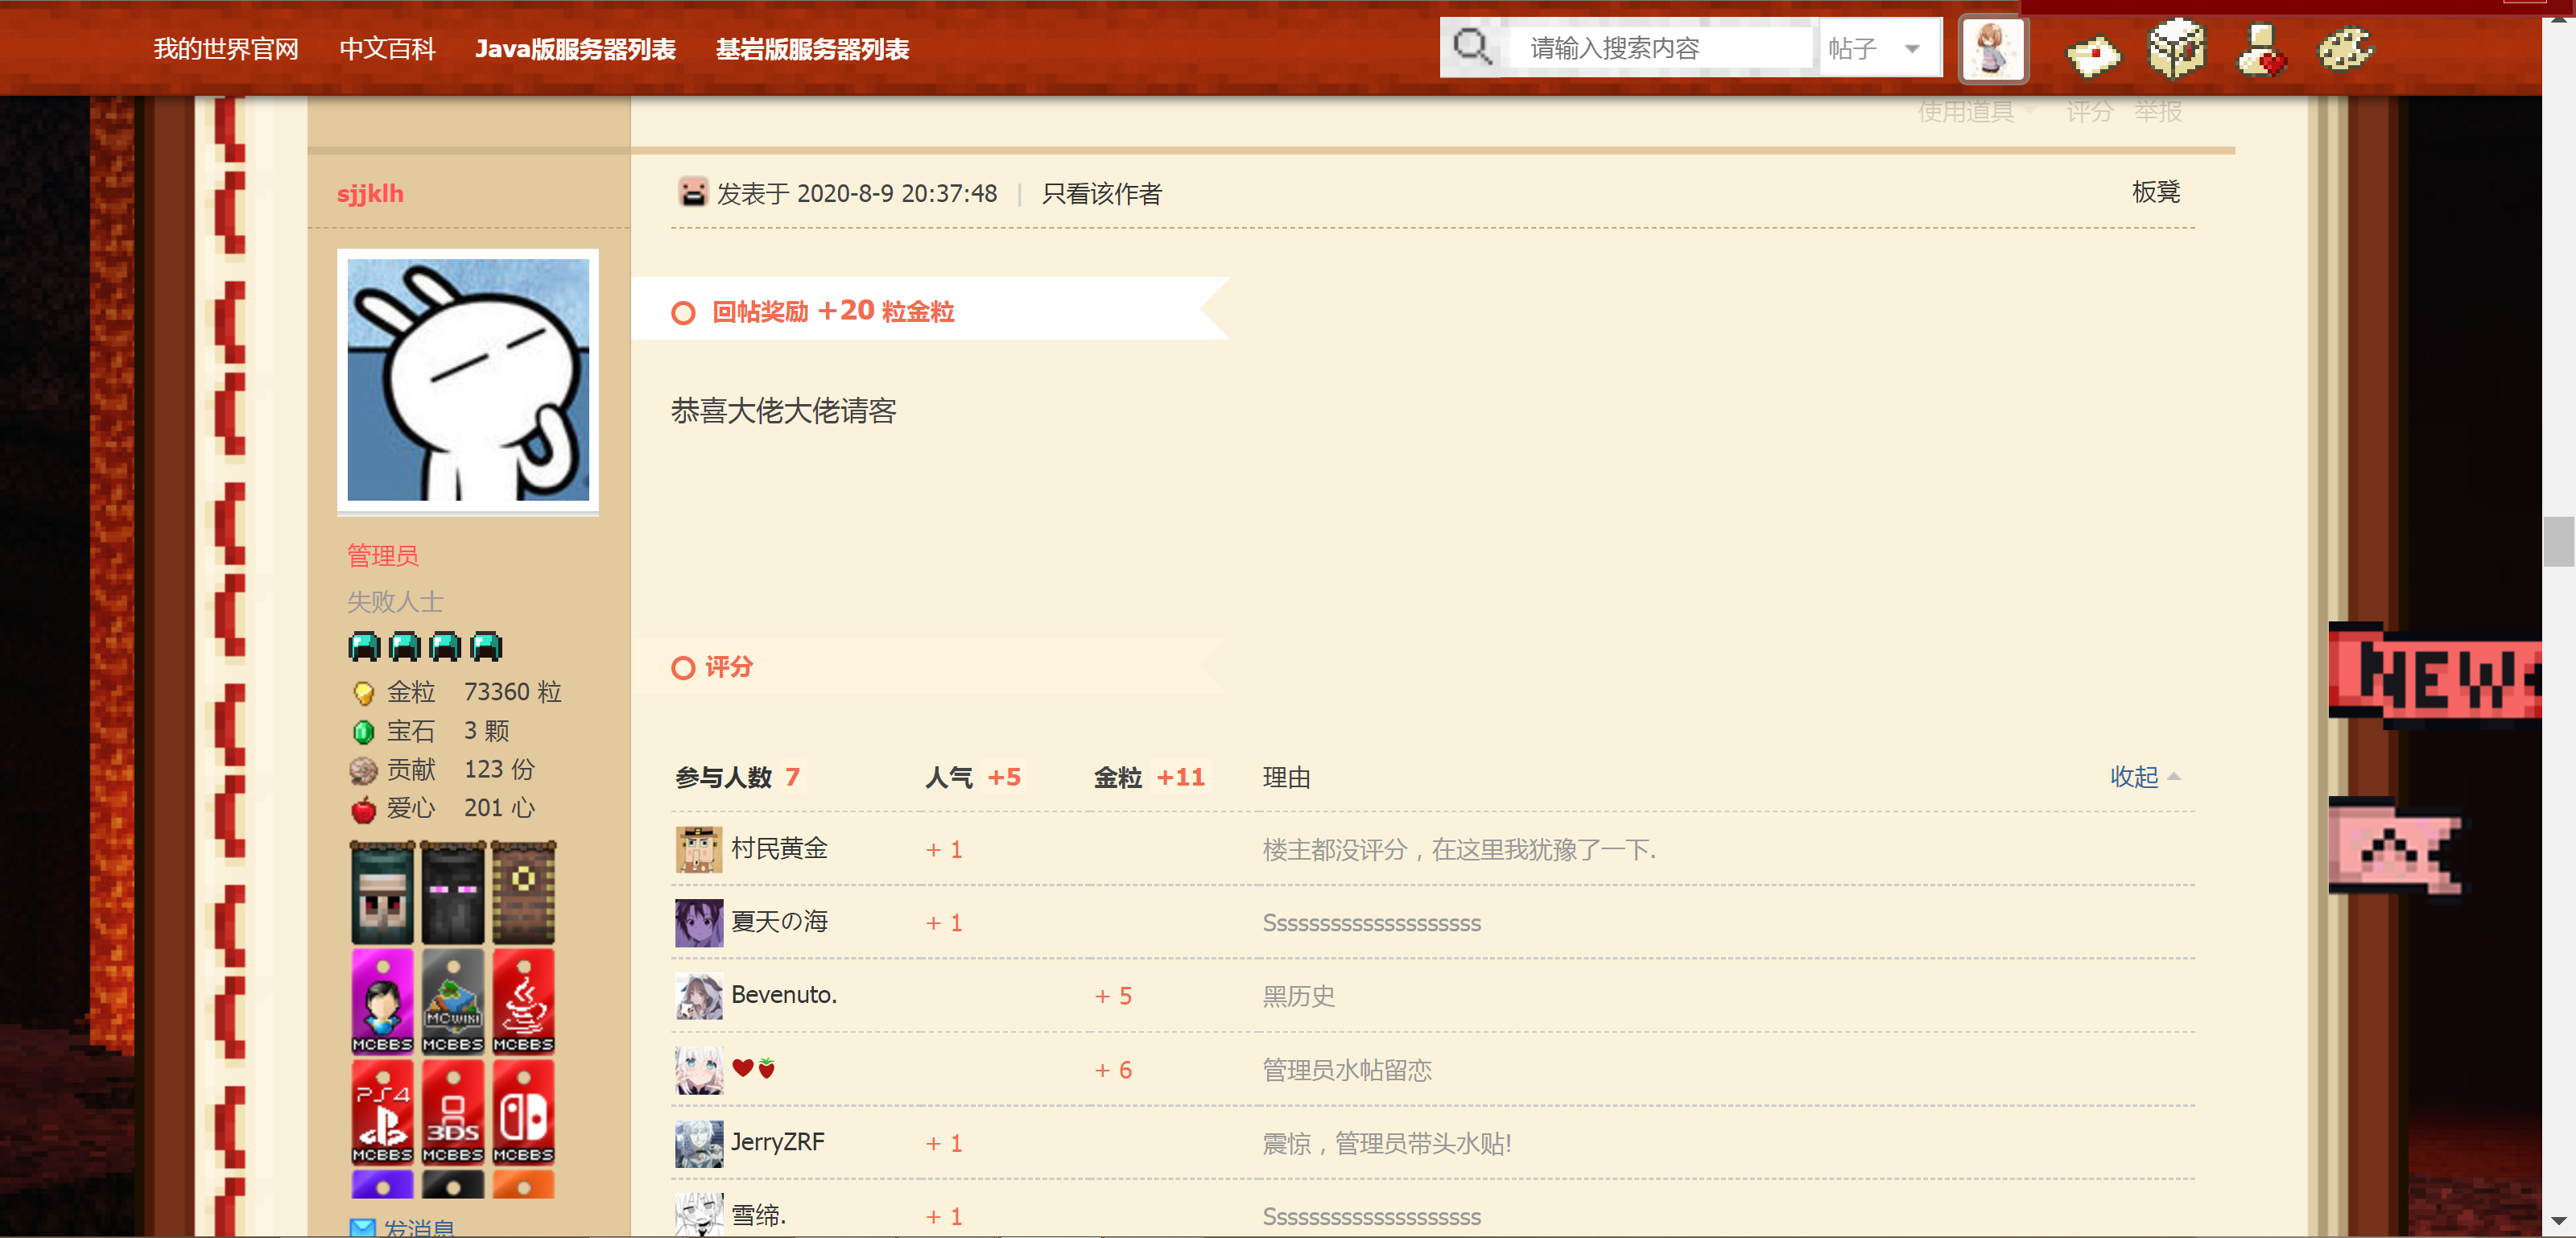 我的世界官网 中文百科 Java版服务器列表 基岩版服务器列表 请输入搜索内容 帖子
使用道具 评分 举报
sjjklh
发表于 2020-8-9 20:37:48 | 只看该作者 板凳
回帖奖励 +20 粒金粒
恭喜大佬大佬请客
管理员
失败人士
金粒 73360 粒
宝石 3 颗
贡献 123 份
爱心 201 心
MCWIKI
MCBBS MCBBS MCBBS
PS4 3DS
MCBBS MCBBS MCBBS
发消息
评分
参与人数 7 人气 +5 金粒 +11 理由 收起
村民黄金 + 1 楼主都没评分，在这里我犹豫了一下.
夏天の海 + 1 Ssssssssssssssssssss
Bevenuto. + 5 黑历史
❤🍓 + 6 管理员水帖留恋
JerryZRF + 1 震惊，管理员带头水贴!
雪缔. + 1 Ssssssssssssssssssss
NEW